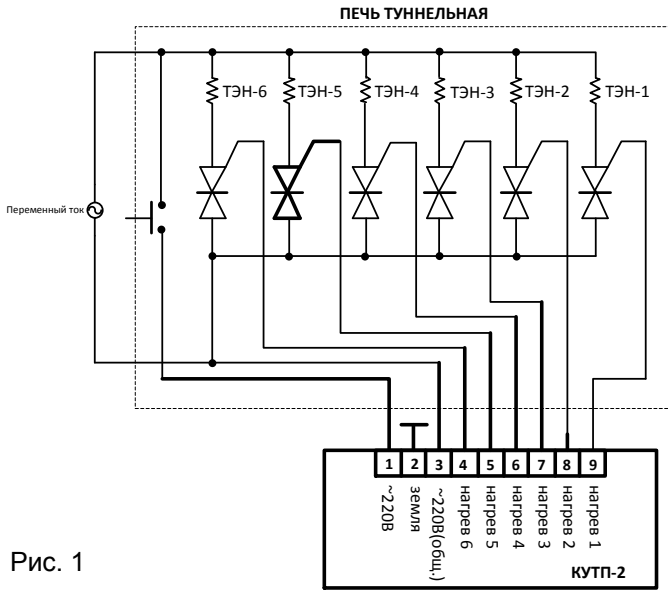 ПЕЧЬ ТУННЕЛЬНАЯ
ТЭН-6 ТЭН-5 ТЭН-4 ТЭН-3 ТЭН-2 ТЭН-1
Переменный ток
1 2 3 4 5 6 7 8 9
~220В
земля
~220В(общ.)
нагрев 6
нагрев 5
нагрев 4
нагрев 3
нагрев 2
нагрев 1
КУТП-2
Рис. 1